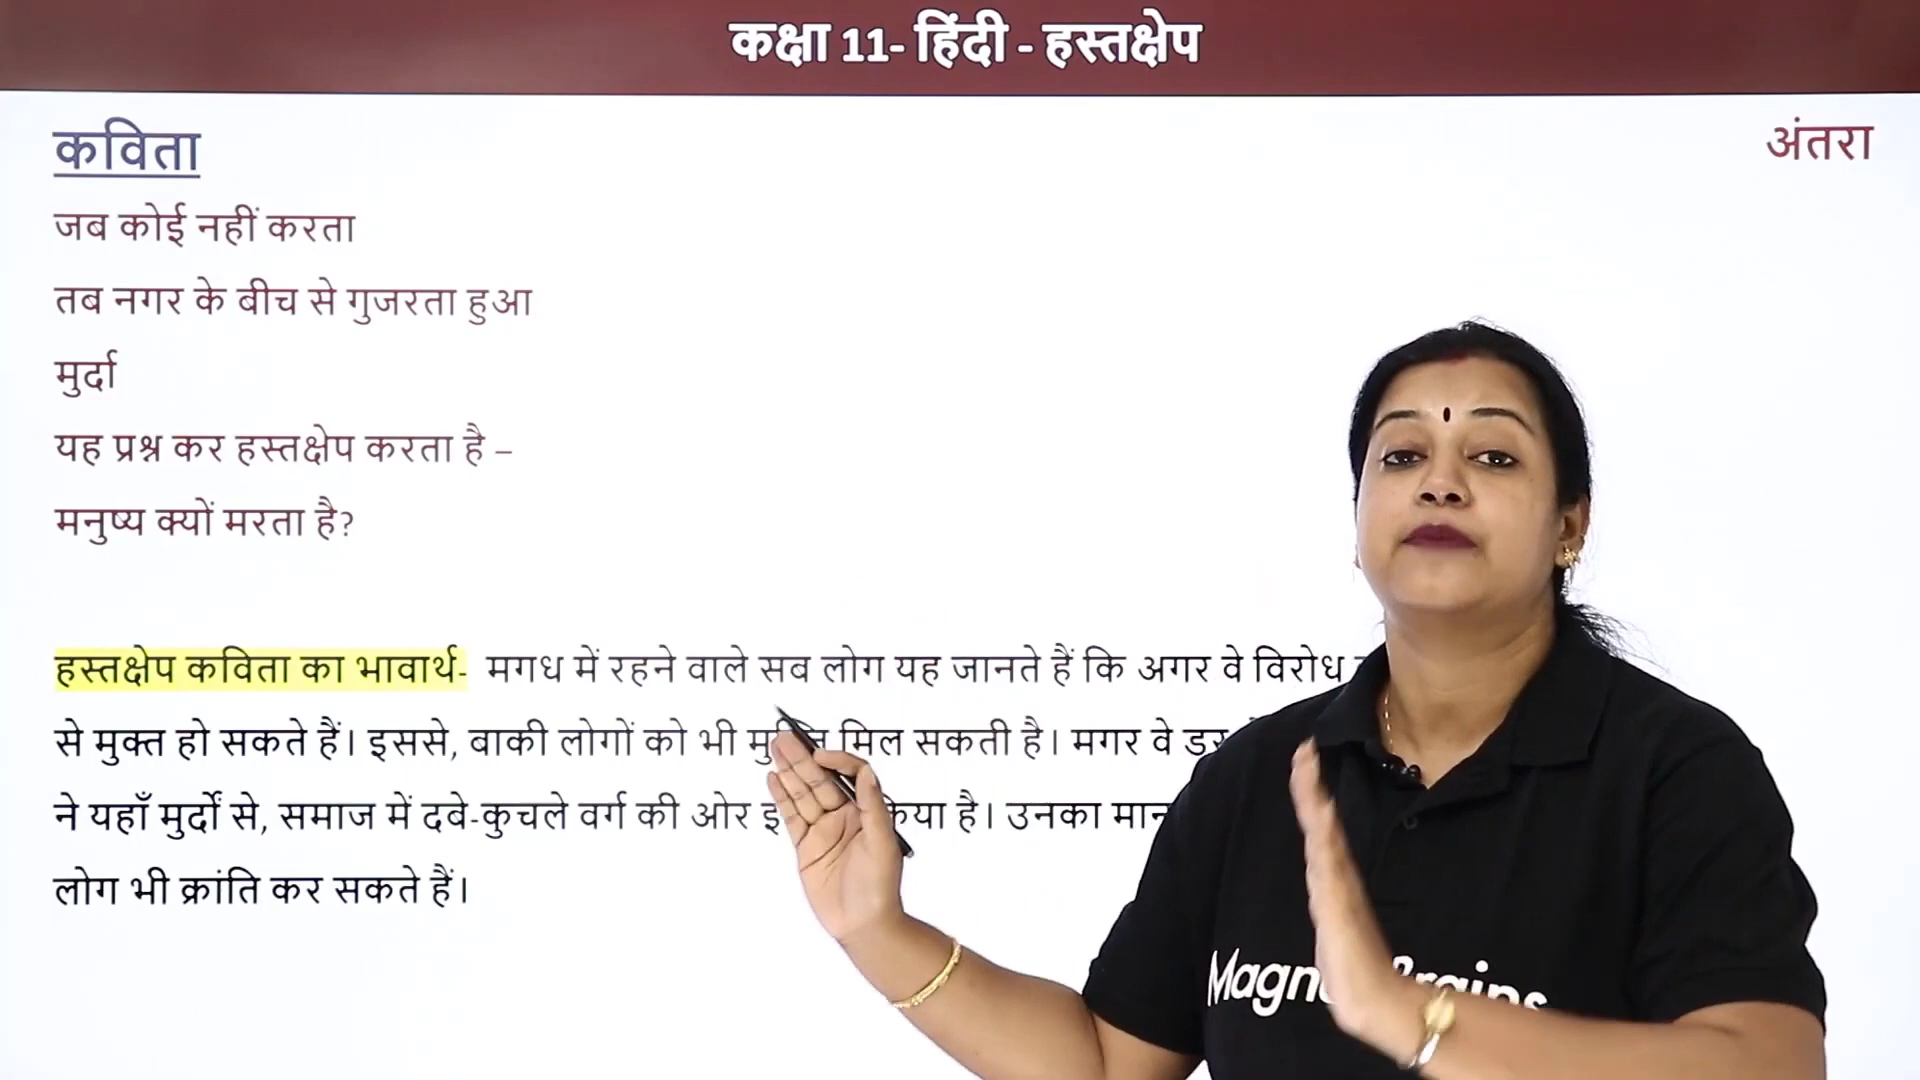 कक्षा 11- हिंदी - हस्तक्षेप
कविता
अंतरा
जब कोई नहीं करता
तब नगर के बीच से गुजरता हुआ
मुर्दा
यह प्रश्न कर हस्तक्षेप करता है –
मनुष्य क्यों मरता है?
हस्तक्षेप कविता का भावार्थ- मगध में रहने वाले सब लोग यह जानते हैं कि अगर वे विरोध
से मुक्त हो सकते हैं। इससे, बाकी लोगों को भी मिल सकती है। मगर वे
ने यहाँ मुर्दों से, समाज में दबे-कुचले वर्ग की ओर है। उनका
लोग भी क्रांति कर सकते हैं।